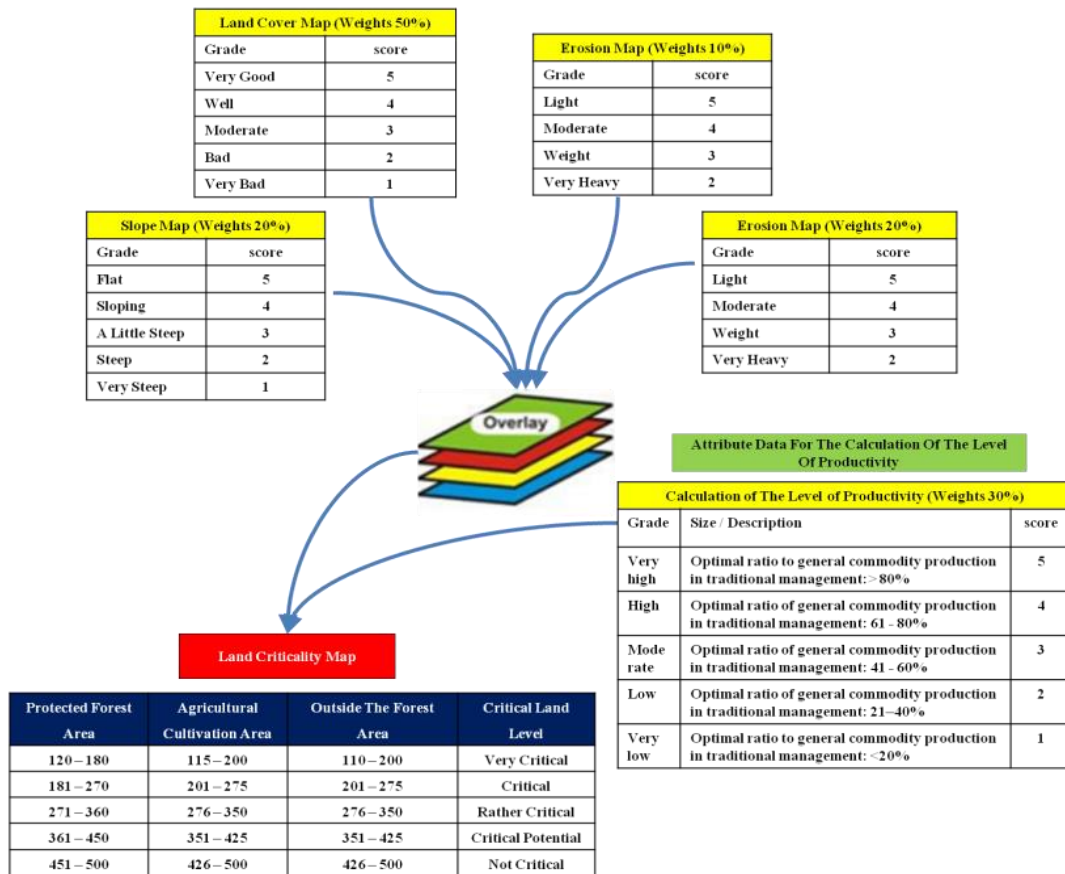 Land Cover Map (Weights 50%)
Grade score
Very Good 5
Well 4
Moderate 3
Bad 2
Very Bad 1
Erosion Map (Weights 10%)
Grade score
Light 5
Moderate 4
Weight 3
Very Heavy 2
Slope Map (Weights 20%)
Grade score
Flat 5
Sloping 4
A Little Steep 3
Steep 2
Very Steep 1
Erosion Map (Weights 20%)
Grade score
Light 5
Moderate 4
Weight 3
Very Heavy 2
Overlay
Attribute Data For The Calculation Of The Level
Of Productivity
Calculation of The Level of Productivity (Weights 30%)
Grade Size / Description score
Very Optimal ratio to general commodity production 5
high in traditional management: > 80%
High Optimal ratio of general commodity production 4
in traditional management: 61 - 80%
Mode Optimal ratio of general commodity production 3
rate in traditional management: 41 - 60%
Low Optimal ratio of general commodity production 2
in traditional management: 21–40%
Very Optimal ratio to general commodity production 1
low in traditional management: <20%
Land Criticality Map
Protected Forest Agricultural Outside The Forest Critical Land
Area Cultivation Area Area Level
120 – 180 115 – 200 110 – 200 Very Critical
181 – 270 201 – 275 201 – 275 Critical
271 – 360 276 – 350 276 – 350 Rather Critical
361 – 450 351 – 425 351 – 425 Critical Potential
451 – 500 426 – 500 426 – 500 Not Critical